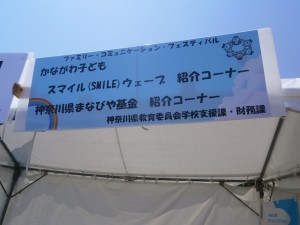 ファミリー・コミュニケーション・フェスティバル
かながわ子ども
スマイル(SMILE)ウェーブ 紹介コーナー
神奈川県まなびや基金 紹介コーナー
神奈川県教育委員会学校支援課・財務課